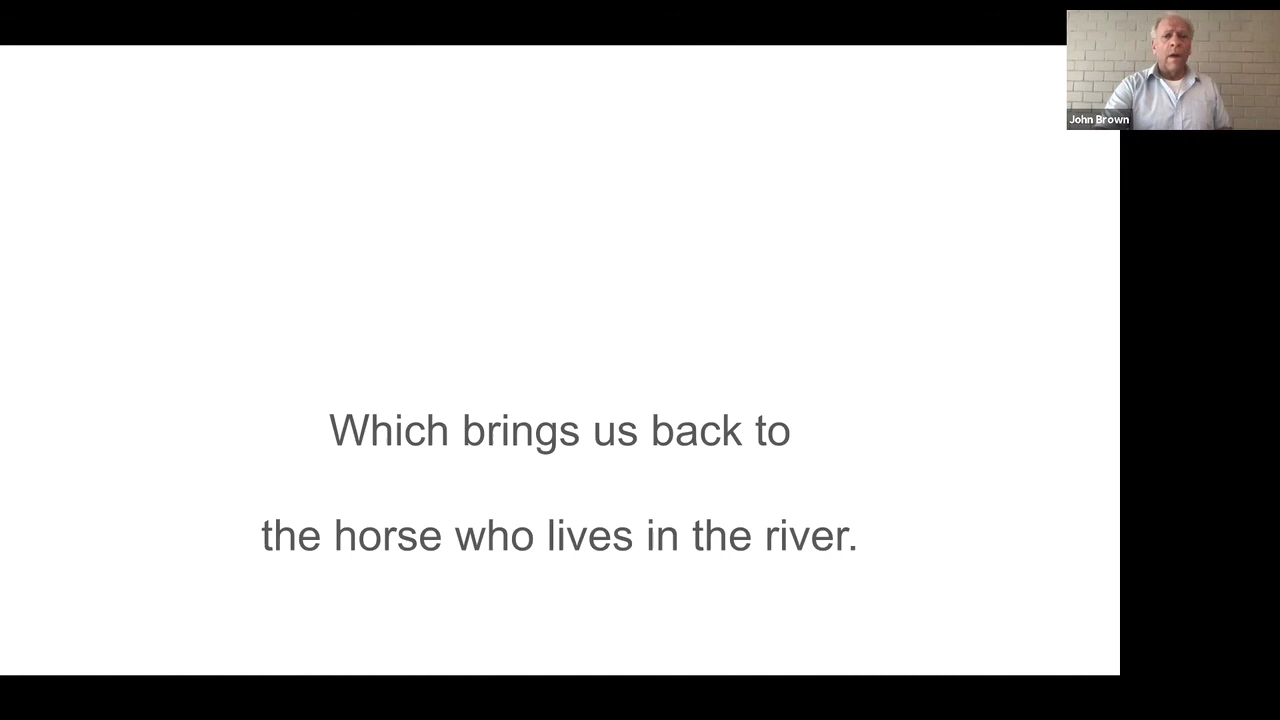 John Brown
Which brings us back to
the horse who lives in the river.